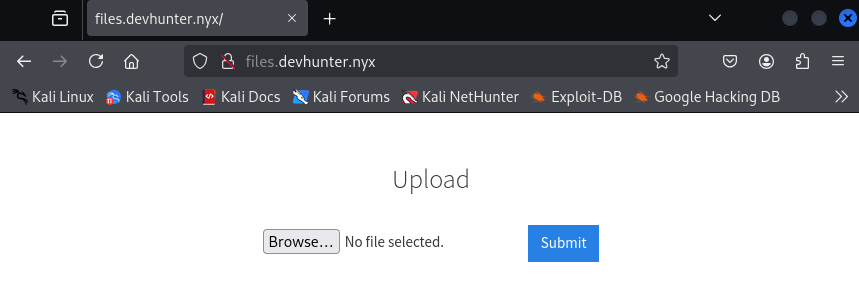 files.devhunter.nyx/
files.devhunter.nyx
Kali Linux Kali Tools Kali Docs Kali Forums Kali NetHunter Exploit-DB Google Hacking DB
Upload
Browse... No file selected. Submit